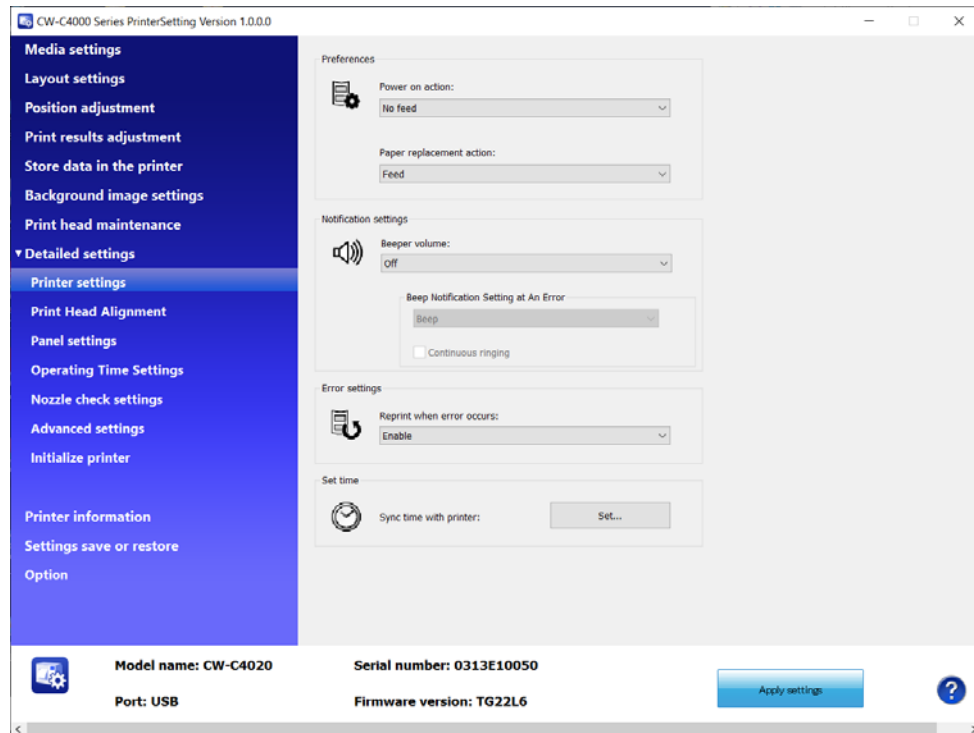 CW-C4000 Series PrinterSetting Version 1.0.0.0
Media settings
Layout settings
Position adjustment
Print results adjustment
Store data in the printer
Background image settings
Print head maintenance
Detailed settings
Printer settings
Print Head Alignment
Panel settings
Operating Time Settings
Nozzle check settings
Advanced settings
Initialize printer
Printer information
Settings save or restore
Option
Preferences
Power on action:
No feed
Paper replacement action:
Feed
Notification settings
Beeper volume:
Off
Beep Notification Setting at An Error
Beep
Continuous ringing
Error settings
Reprint when error occurs:
Enable
Set time
Sync time with printer:
Set...
Model name: CW-C4020
Serial number: 0313E10050
Port: USB
Firmware version: TG22L6
Apply settings
?